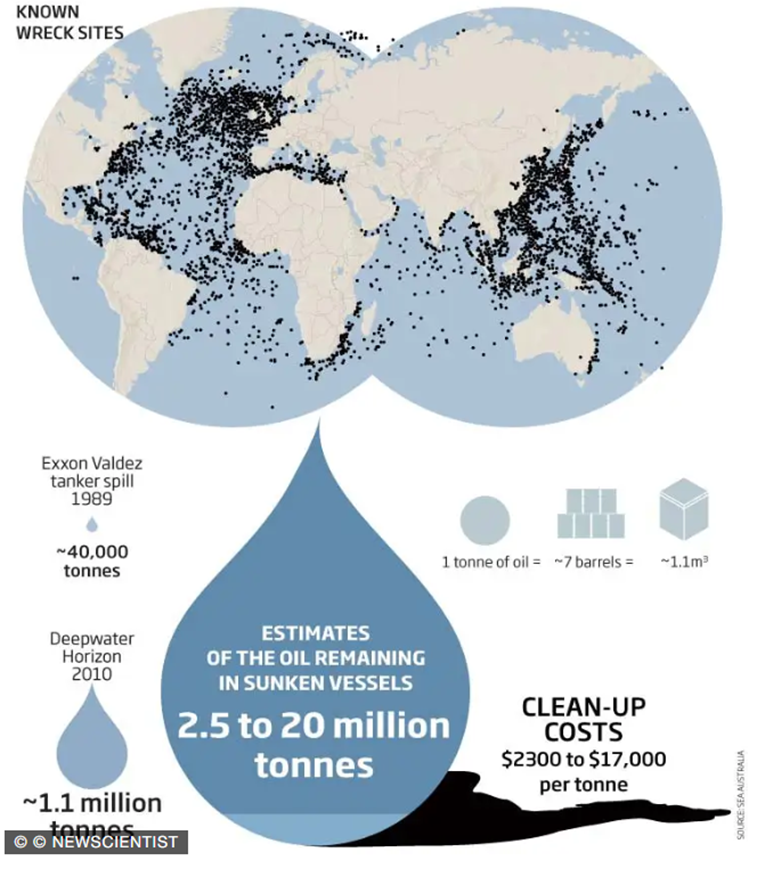 KNOWN
WRECK SITES
Exxon Valdez
tanker spill
1989
~40,000
tonnes
1 tonne of oil = ~7 barrels = ~1.1m³
Deepwater
Horizon
2010
~1.1 million
tonnes
ESTIMATES
OF THE OIL REMAINING
IN SUNKEN VESSELS
2.5 to 20 million
tonnes
CLEAN-UP
COSTS
$2300 to $17,000
per tonne
SOURCE: SEA AUSTRALIA
© © NEWSCIENTIST